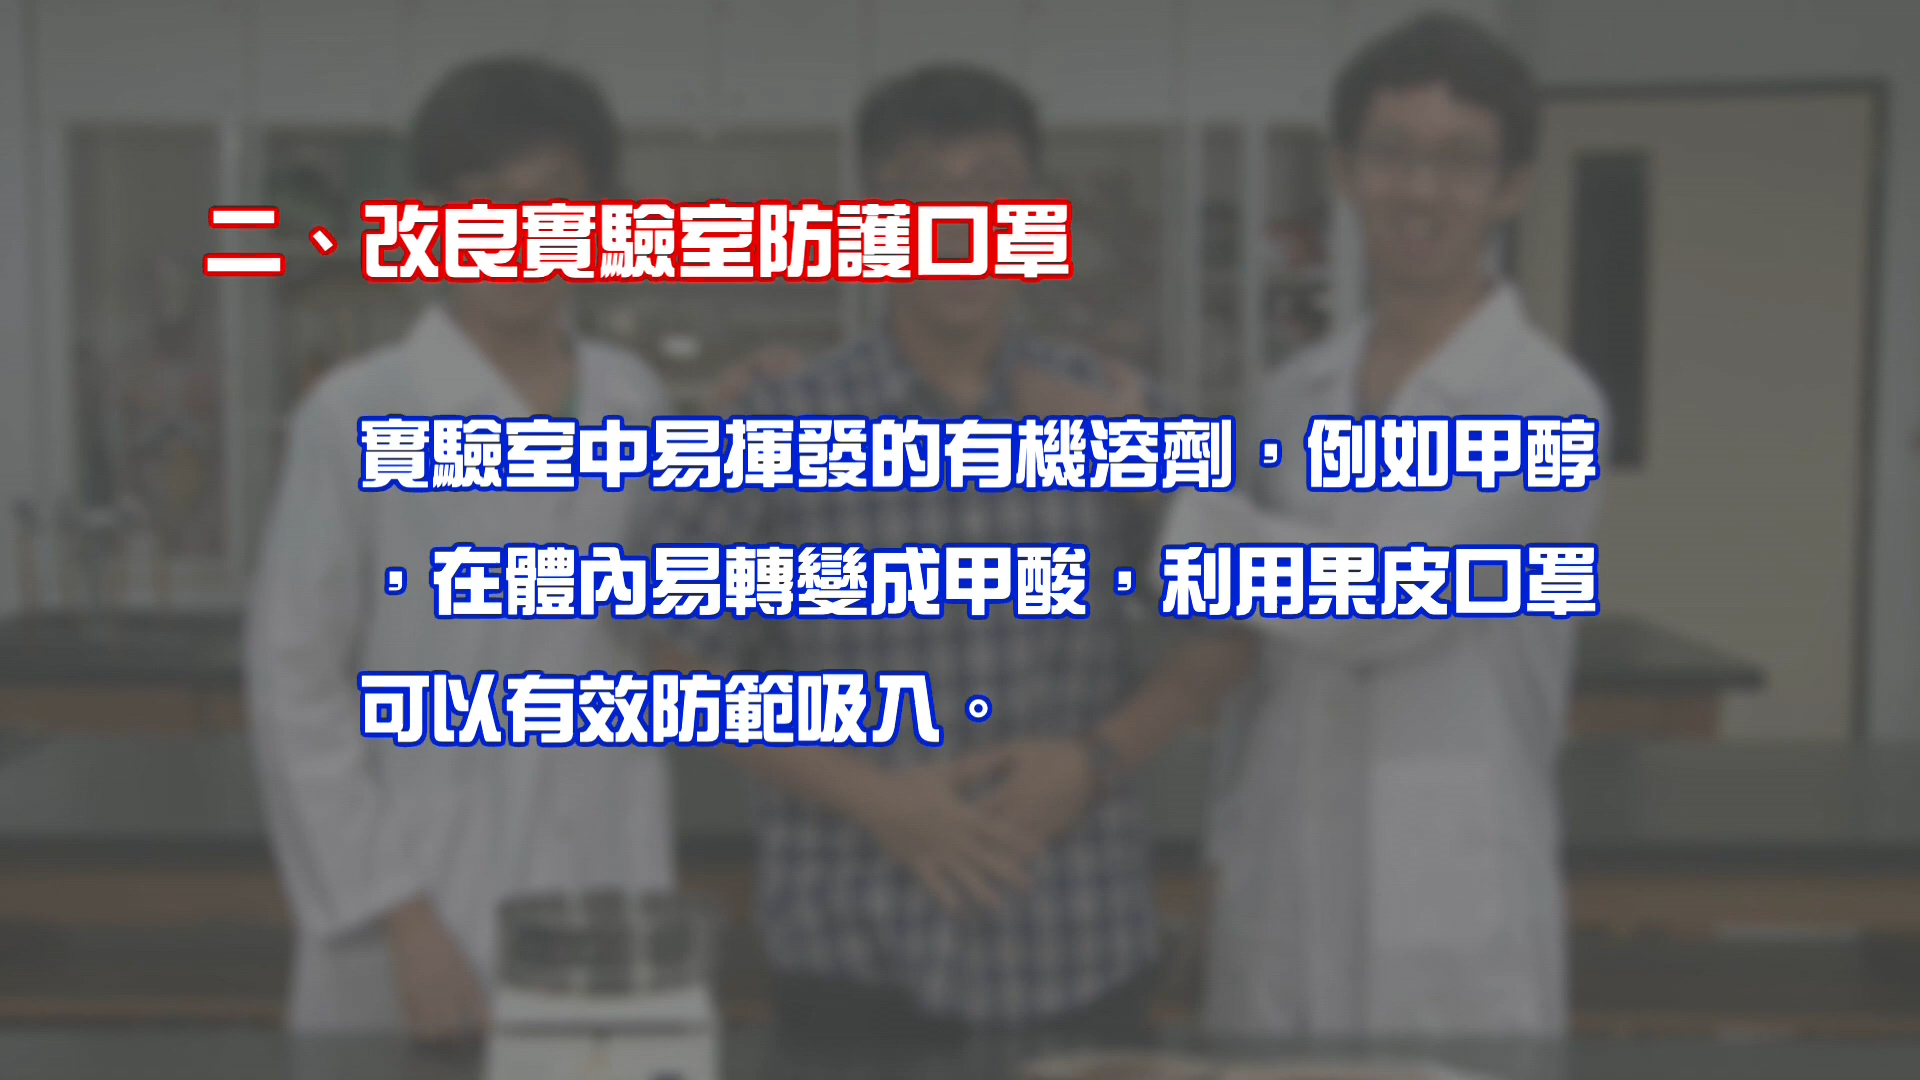 二、改良實驗室防護口罩
實驗室中易揮發的有機溶劑，例如甲醇
，在體內易轉變成甲酸，利用果皮口罩
可以有效防範吸入。